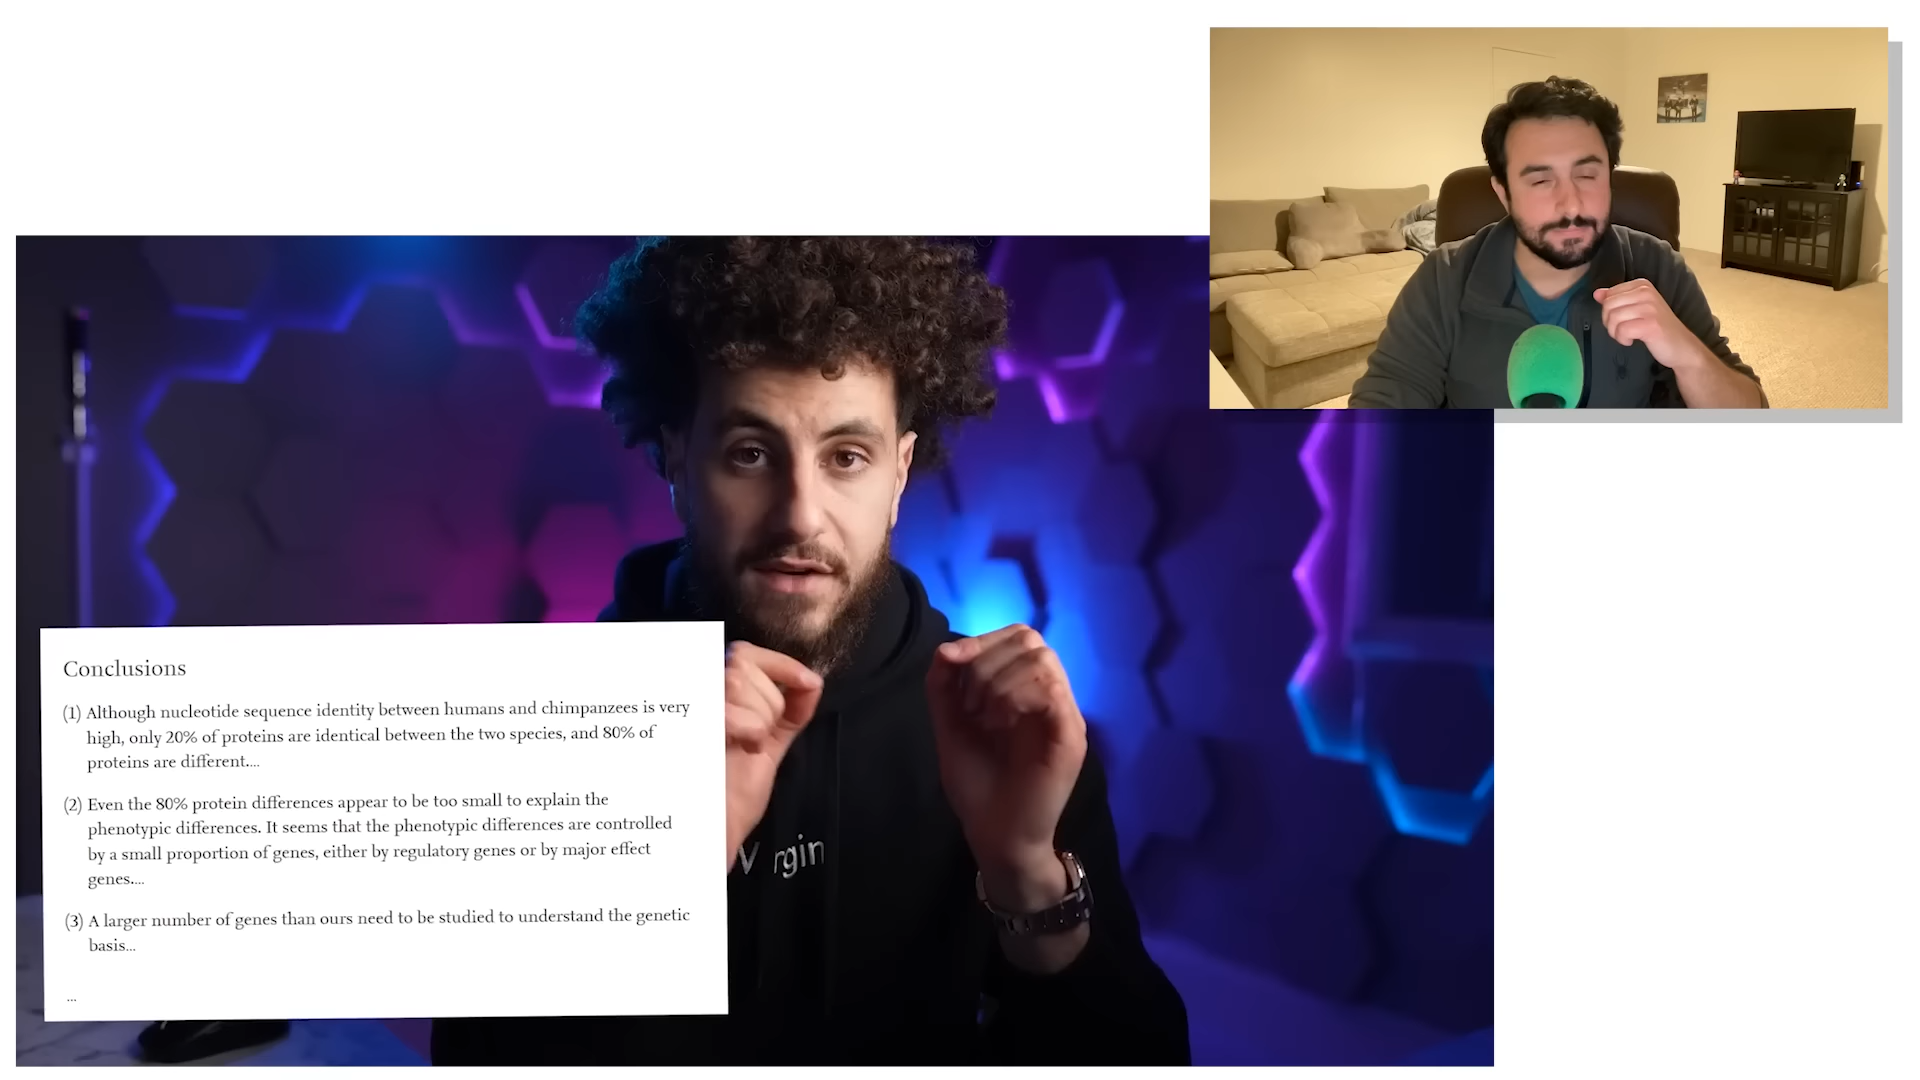 Conclusions
(1) Although nucleotide sequence identity between humans and chimpanzees is very
high, only 20% of proteins are identical between the two species, and 80% of
proteins are different....
(2) Even the 80% protein differences appear to be too small to explain the
phenotypic differences. It seems that the phenotypic differences are controlled
by a small proportion of genes, either by regulatory genes or by major effect
genes....
(3) A larger number of genes than ours need to be studied to understand the genetic
basis...
...
V rgin